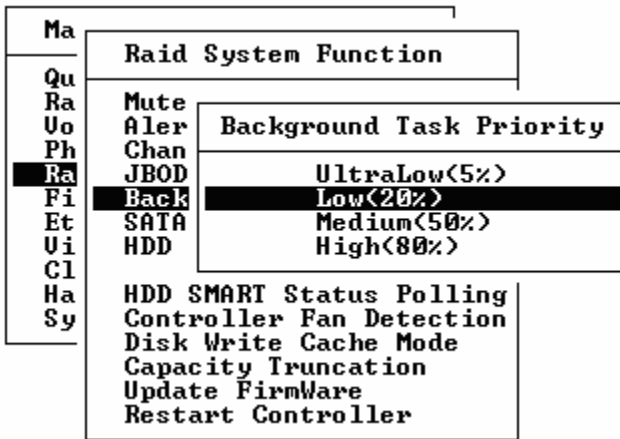 Ma
Qu
Ra
Vo
Ph
Ra
Fi
Et
Vi
Cl
Ha
Sy
Raid System Function
Mute
Aler
Chan
JBOD
Back
SATA
HDD
HDD SMART Status Polling
Controller Fan Detection
Disk Write Cache Mode
Capacity Truncation
Update FirmWare
Restart Controller
Background Task Priority
UltraLow(5%)
Low(20%)
Medium(50%)
High(80%)